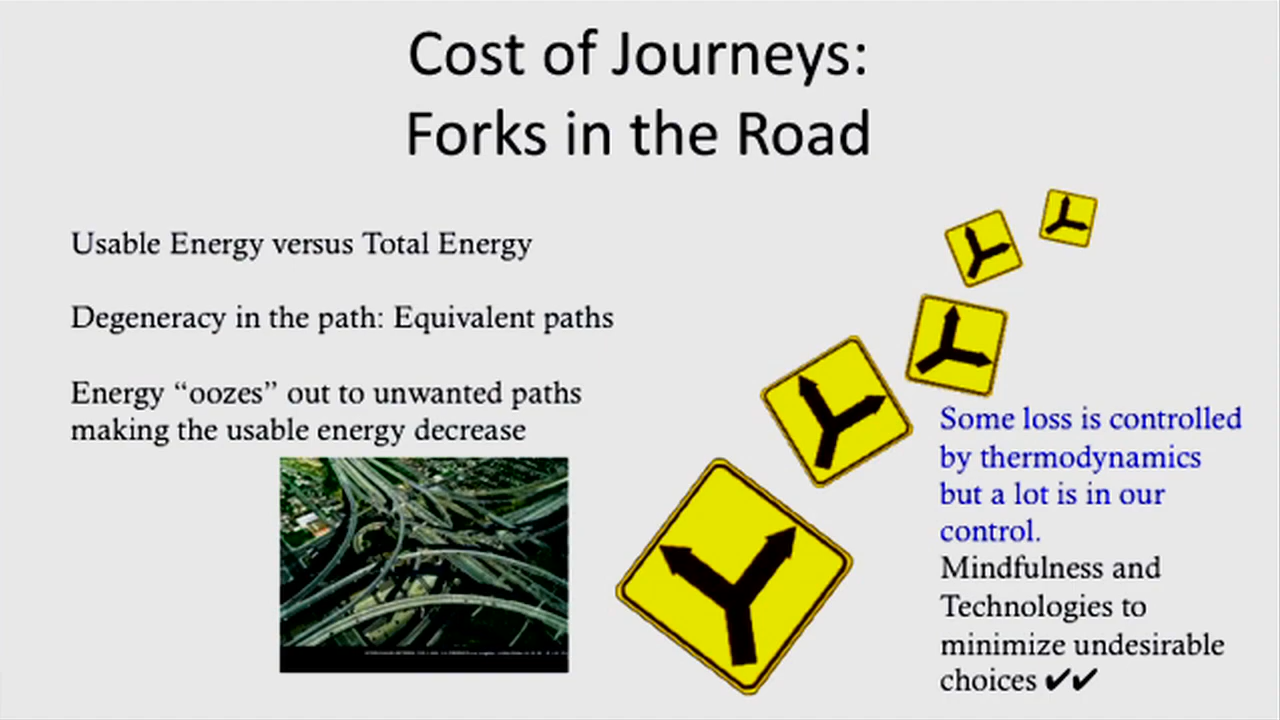 Cost of Journeys:
Forks in the Road
Usable Energy versus Total Energy
Degeneracy in the path: Equivalent paths
Energy “oozes” out to unwanted paths
making the usable energy decrease
Some loss is controlled
by thermodynamics
but a lot is in our
control.
Mindfulness and
Technologies to
minimize undesirable
choices ✔✔